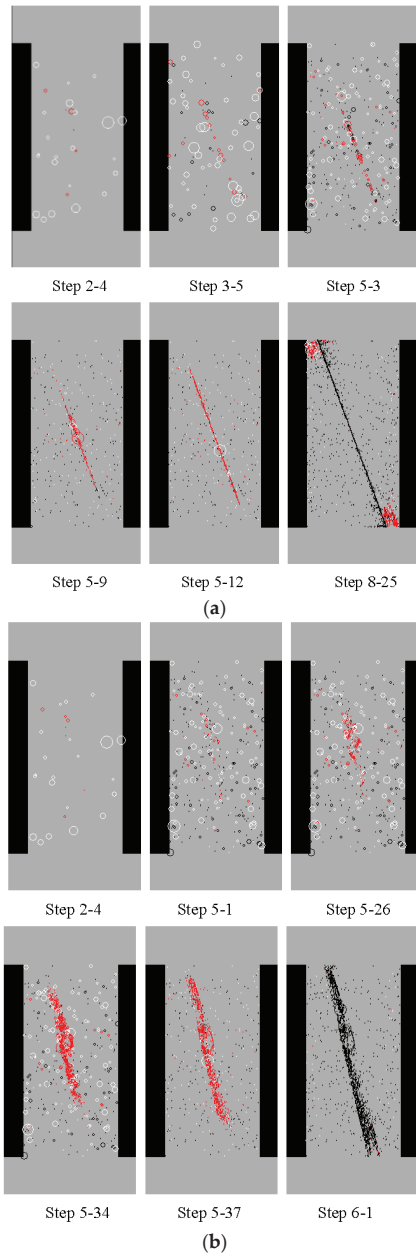 Step 2-4 Step 3-5 Step 5-3
Step 5-9 Step 5-12 Step 8-25
(a)
Step 2-4 Step 5-1 Step 5-26
Step 5-34 Step 5-37 Step 6-1
(b)